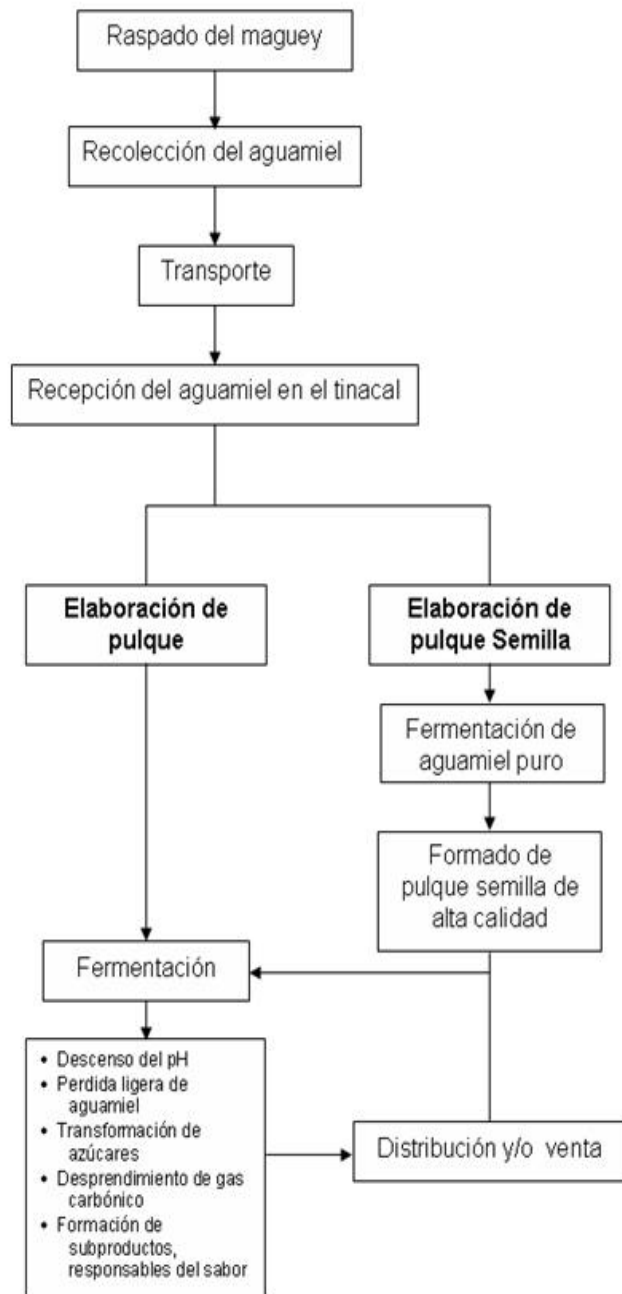 Raspado del maguey
Recolección del aguamiel
Transporte
Recepción del aguamiel en el tinacal
Elaboración de
pulque
Elaboración de
pulque Semilla
Fermentación de
aguamiel puro
Formado de
pulque semilla de
alta calidad
Fermentación
• Descenso del pH
• Perdida ligera de
aguamiel
• Transformación de
azúcares
• Desprendimiento de gas
carbónico
• Formación de
subproductos,
responsables del sabor
Distribución y/o venta